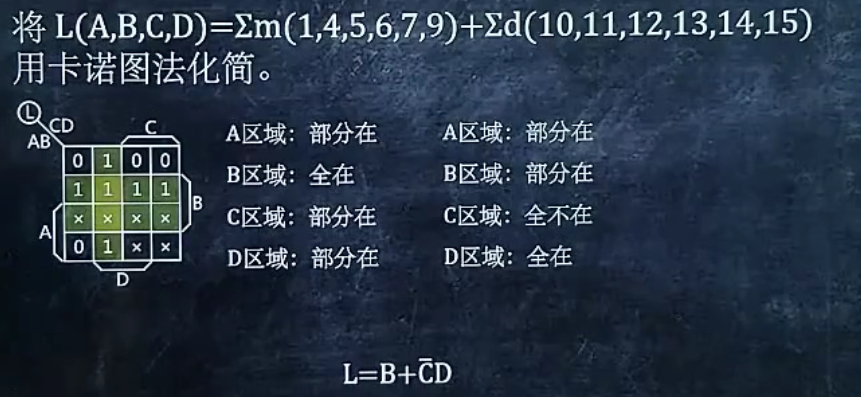 将 L(A,B,C,D)=Σm(1,4,5,6,7,9)+Σd(10,11,12,13,14,15)
用卡诺图法化简。
L
CD
AB
C
0 1 0 0
1 1 1 1
B
× × × ×
A
0 1 × ×
D
A区域：部分在 A区域：部分在
B区域：全在 B区域：部分在
C区域：部分在 C区域：全不在
D区域：部分在 D区域：全在
L=B+C̅D